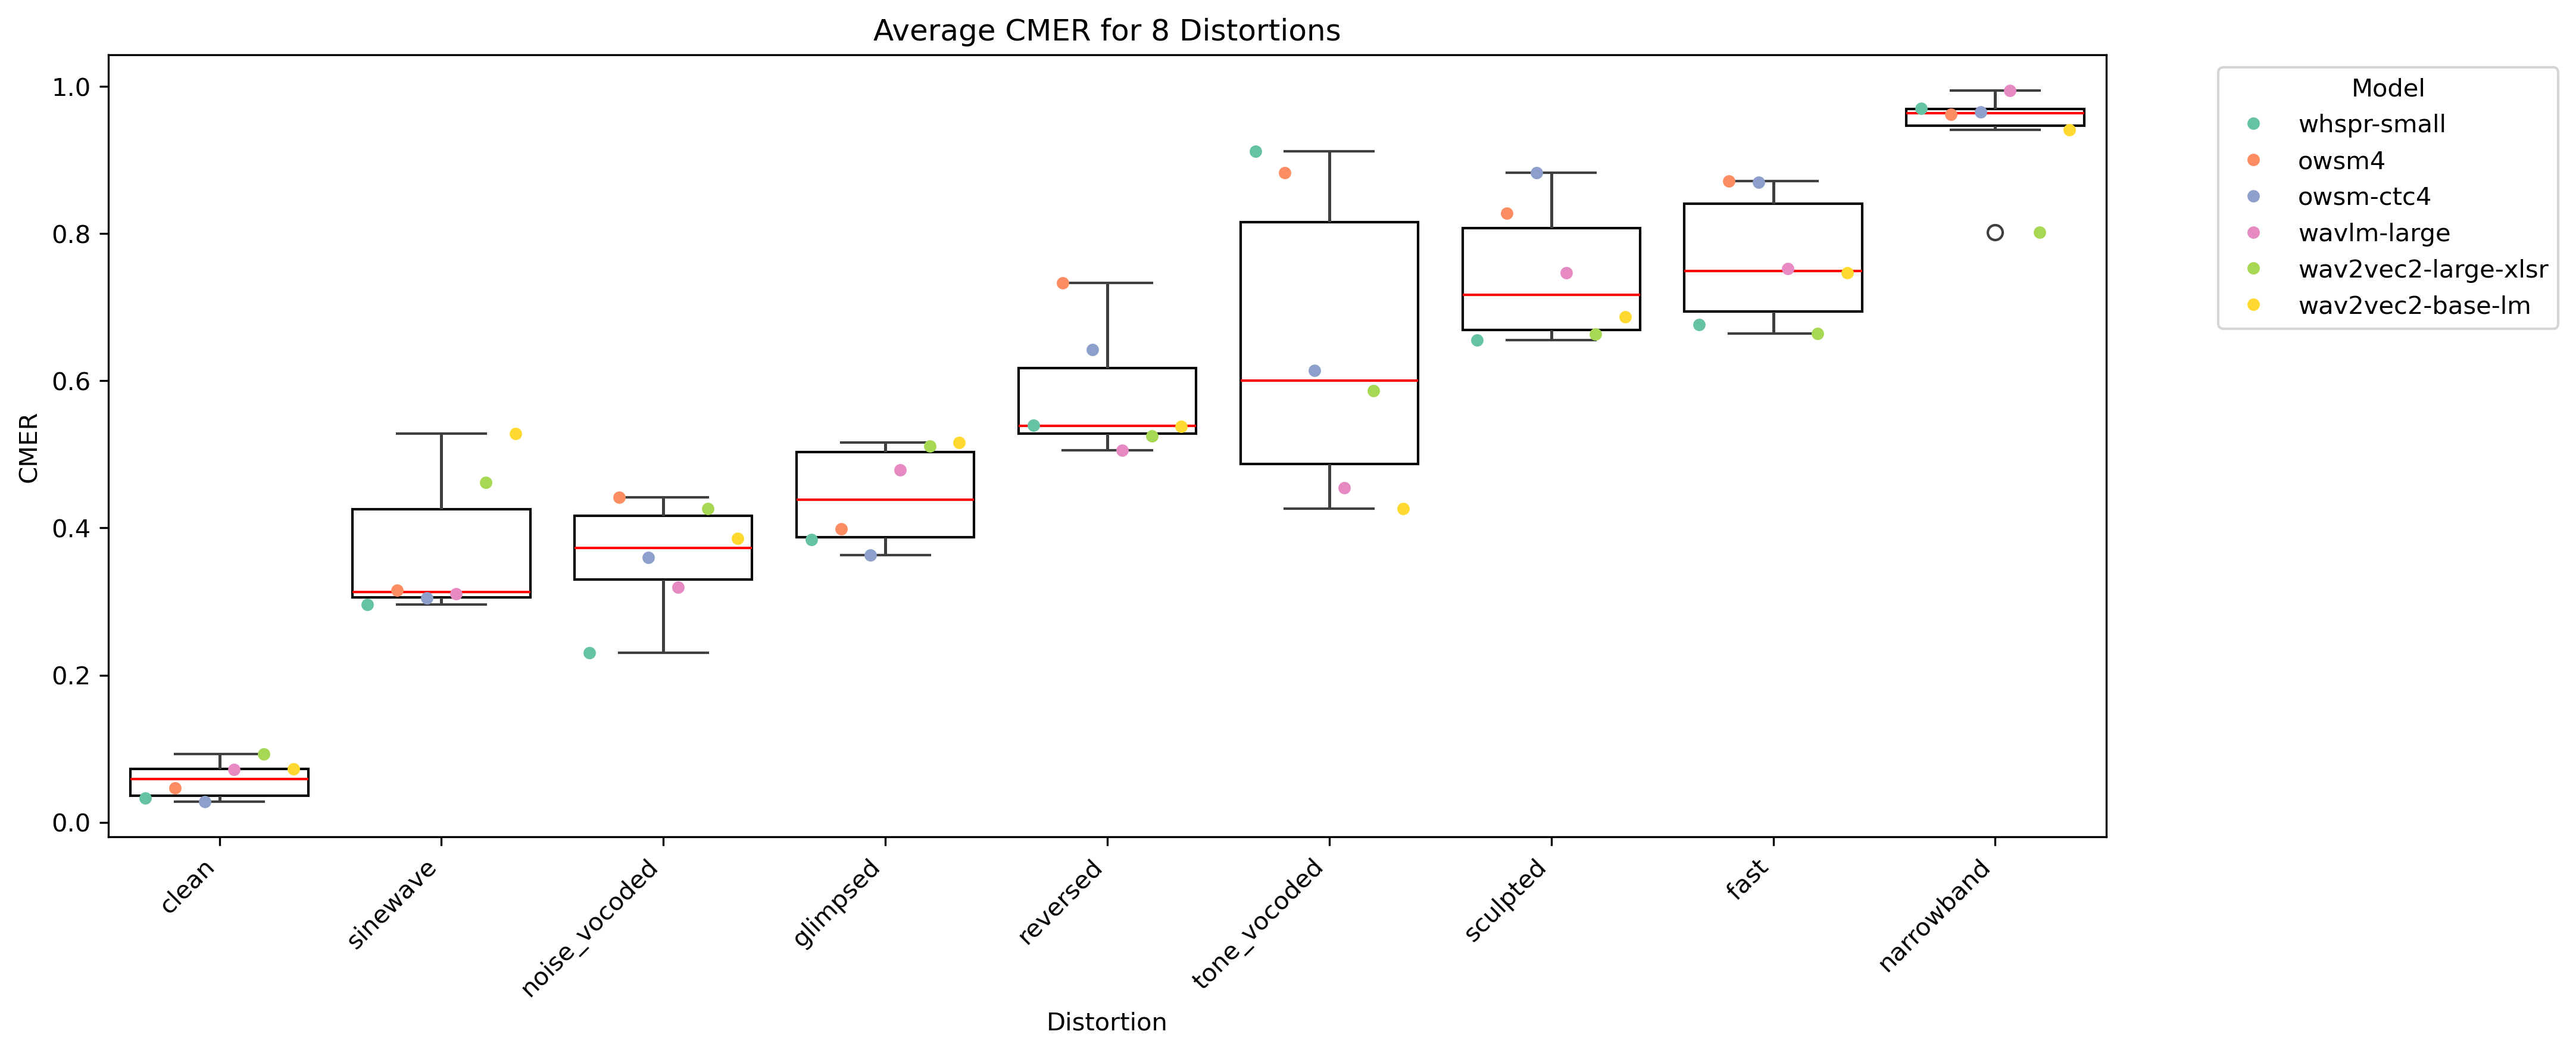 Average CMER for 8 Distortions
CMER
1.0
0.8
0.6
0.4
0.2
0.0
clean
sinewave
noise_vocoded
glimpsed
reversed
tone_vocoded
sculpted
fast
narrowband
Distortion
Model
whspr-small
owsm4
owsm-ctc4
wavlm-large
wav2vec2-large-xlsr
wav2vec2-base-lm